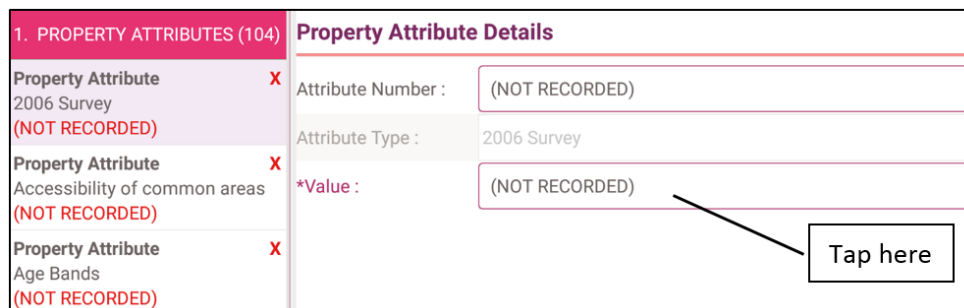 1. PROPERTY ATTRIBUTES (104)
Property Attribute X
2006 Survey
(NOT RECORDED)
Property Attribute X
Accessibility of common areas
(NOT RECORDED)
Property Attribute X
Age Bands
(NOT RECORDED)
Property Attribute Details
Attribute Number : (NOT RECORDED)
Attribute Type : 2006 Survey
*Value : (NOT RECORDED)
Tap here